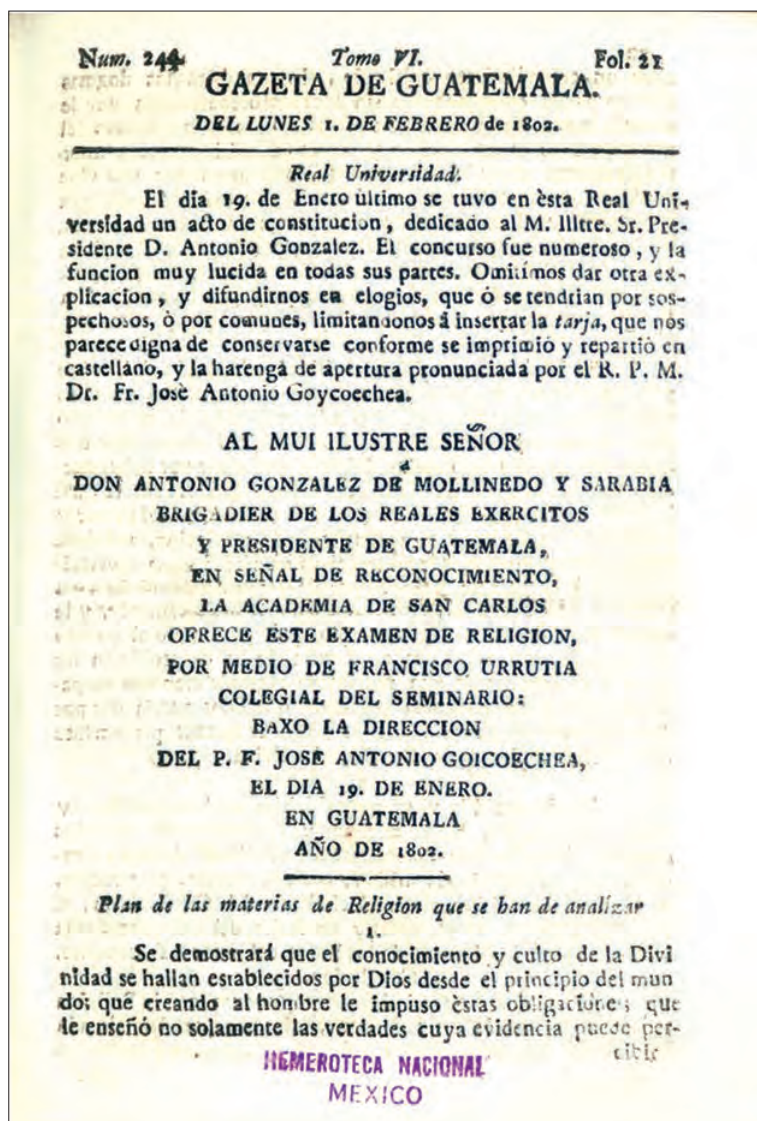 Num. 244 Tomo VI. Fol. 21
GAZETA DE GUATEMALA.
DEL LUNES 1. DE FEBRERO de 1802.
Real Universidad.
El dia 19. de Enero ùltimo se tuvo en èsta Real Uni-
versidad un acto de constitucion, dedicado al M. Illtre. Sr. Pre-
sidente D. Antonio Gonzalez. El concurso fue numeroso, y la
funcion muy lucida en todas sus partes. Omitimos dar otra ex-
plicacion, y difundirnos en elogios, que ó se tendrian por sos-
pechosos, ò por comunes, limitandonos á insertar la tarja, que nos
parece digna de conservarse conforme se imprimiò y repartiò en
castellano, y la harenga de apertura pronunciada por el R. P. M.
Dr. Fr. Josè Antonio Goycoechea.
AL MUI ILUSTRE SEÑOR
DON ANTONIO GONZALEZ DE MOLLINEDO Y SARABIA
BRIGADIER DE LOS REALES EXERCITOS
Y PRESIDENTE DE GUATEMALA,
EN SEÑAL DE RECONOCIMIENTO,
LA ACADEMIA DE SAN CARLOS
OFRECE ESTE EXAMEN DE RELIGION,
POR MEDIO DE FRANCISCO URRUTIA
COLEGIAL DEL SEMINARIO:
BAXO LA DIRECCION
DEL P. F. JOSE ANTONIO GOICOECHEA,
EL DIA 19. DE ENERO.
EN GUATEMALA
AÑO DE 1802.
Plan de las materias de Religion que se han de analizar
1.
Se demostrará que el conocimiento y culto de la Divi
nidad se hallan establecidos por Dios desde el principio del mun
do; que creando al hombre le impuso èstas obligaciones; que
le enseñó no solamente las verdades cuya evidencia puede per-
cibir
HEMEROTECA NACIONAL
MEXICO